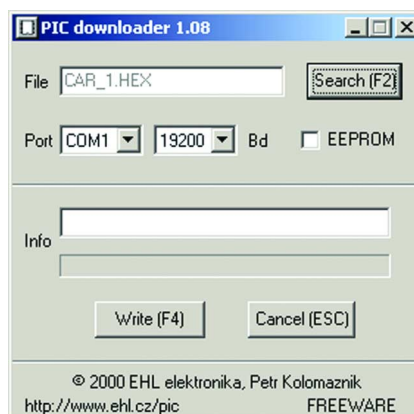 PIC downloader 1.08
File CAR_1.HEX Search (F2)
Port COM1 19200 Bd EEPROM
Info
Write (F4) Cancel (ESC)
© 2000 EHL elektronika, Petr Kolomaznik
http://www.ehl.cz/pic FREEWARE